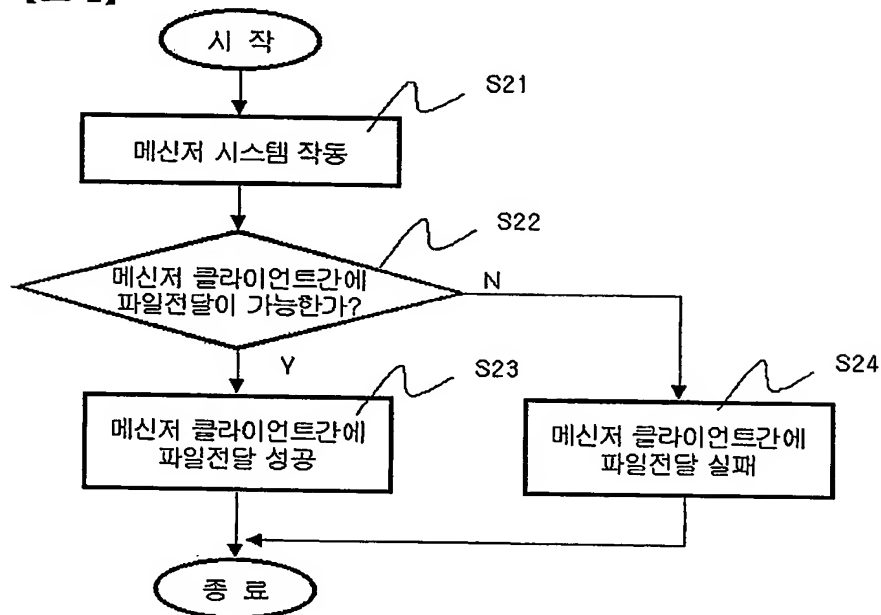 시 작
S21
메신저 시스템 작동
S22
메신저 클라이언트간에
파일전달이 가능한가?
N
Y
S23
S24
메신저 클라이언트간에
파일전달 성공
메신저 클라이언트간에
파일전달 실패
종 료